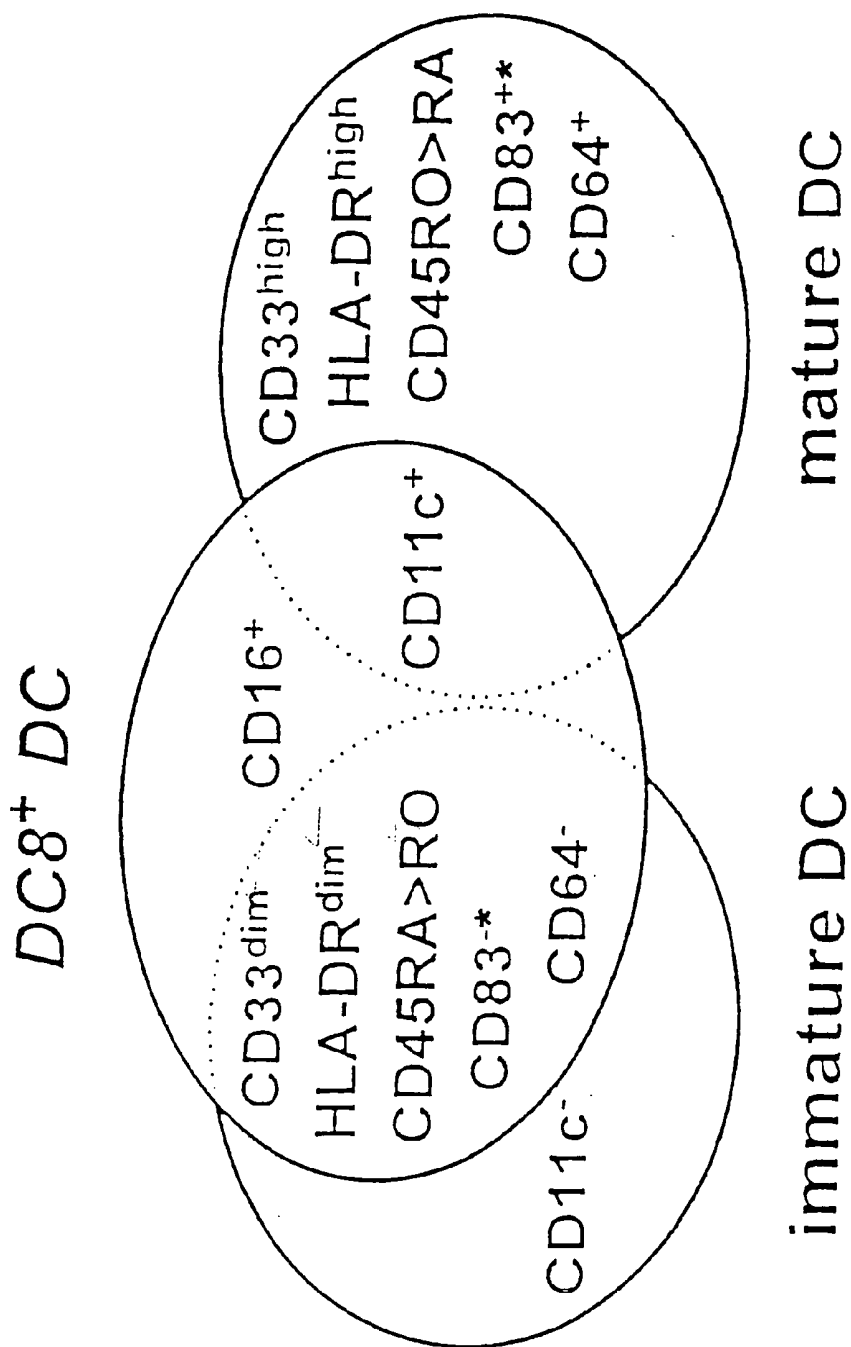 DC8⁺ DC
CD33ᵈⁱᵐ
HLA-DRᵈⁱᵐ
CD45RA>RO
CD83⁻*
CD64⁻
CD11c⁻
CD16⁺
CD11c⁺
CD33ʰⁱᵍʰ
HLA-DRʰⁱᵍʰ
CD45RO>RA
CD83⁺*
CD64⁺
immature DC
mature DC